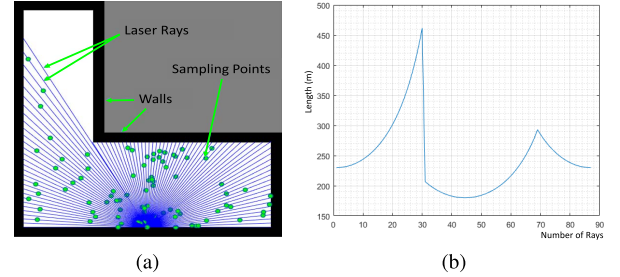 Laser Rays
Sampling Points
Walls
(a)
Length (m)
500
450
400
350
300
250
200
150
0
10
20
30
40
50
60
70
80
90
Number of Rays
(b)